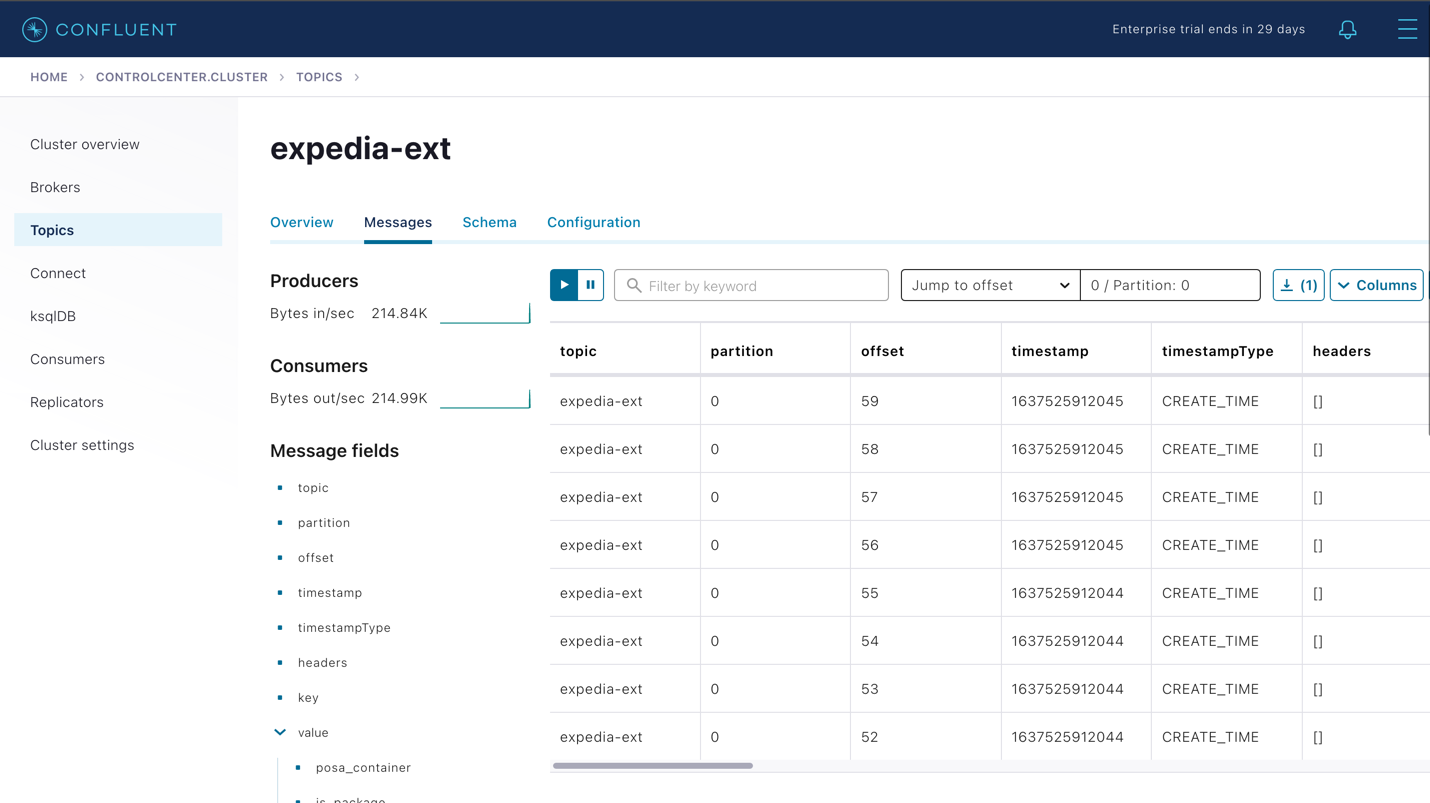 CONFLUENT
Enterprise trial ends in 29 days
HOME > CONTROLCENTER.CLUSTER > TOPICS >
Cluster overview
Brokers
Topics
Connect
ksqlDB
Consumers
Replicators
Cluster settings
expedia-ext
Overview Messages Schema Configuration
Producers
Bytes in/sec 214.84K
Consumers
Bytes out/sec 214.99K
Message fields
topic
partition
offset
timestamp
timestampType
headers
key
value
posa_container
is_package
Filter by keyword
Jump to offset
0 / Partition: 0
(1)
Columns
topic partition offset timestamp timestampType headers
expedia-ext 0 59 1637525912045 CREATE_TIME []
expedia-ext 0 58 1637525912045 CREATE_TIME []
expedia-ext 0 57 1637525912045 CREATE_TIME []
expedia-ext 0 56 1637525912045 CREATE_TIME []
expedia-ext 0 55 1637525912044 CREATE_TIME []
expedia-ext 0 54 1637525912044 CREATE_TIME []
expedia-ext 0 53 1637525912044 CREATE_TIME []
expedia-ext 0 52 1637525912044 CREATE_TIME []